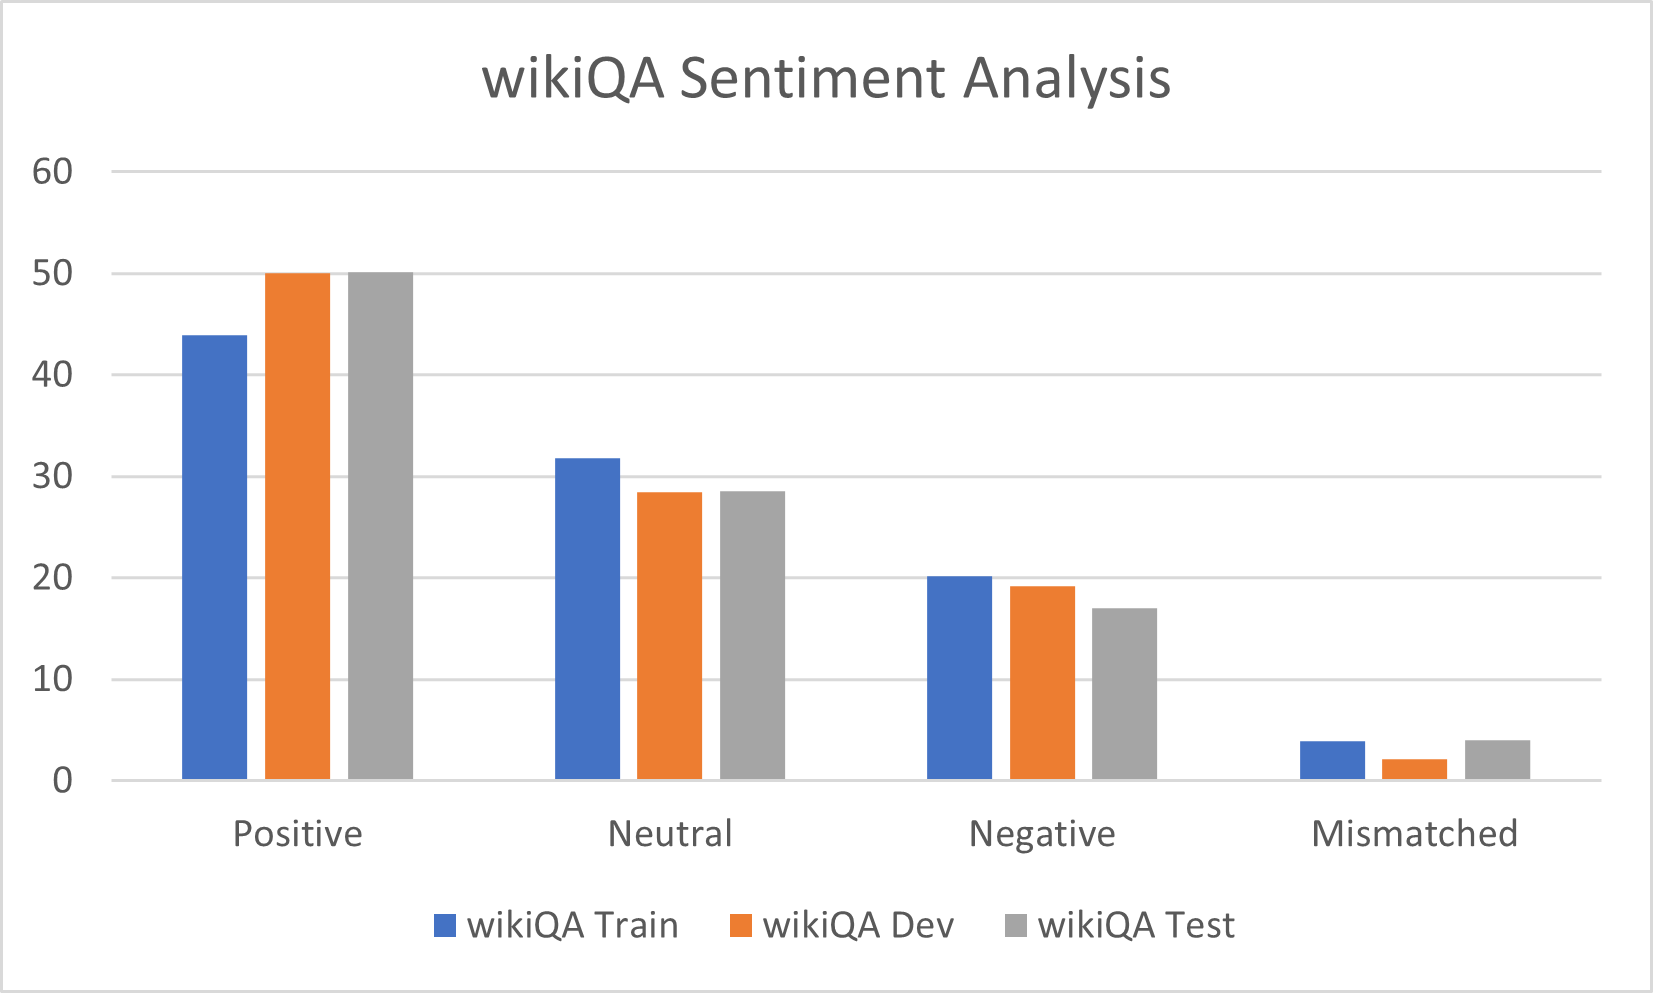 wikiQA Sentiment Analysis
60
50
40
30
20
10
0
Positive Neutral Negative Mismatched
wikiQA Train wikiQA Dev wikiQA Test